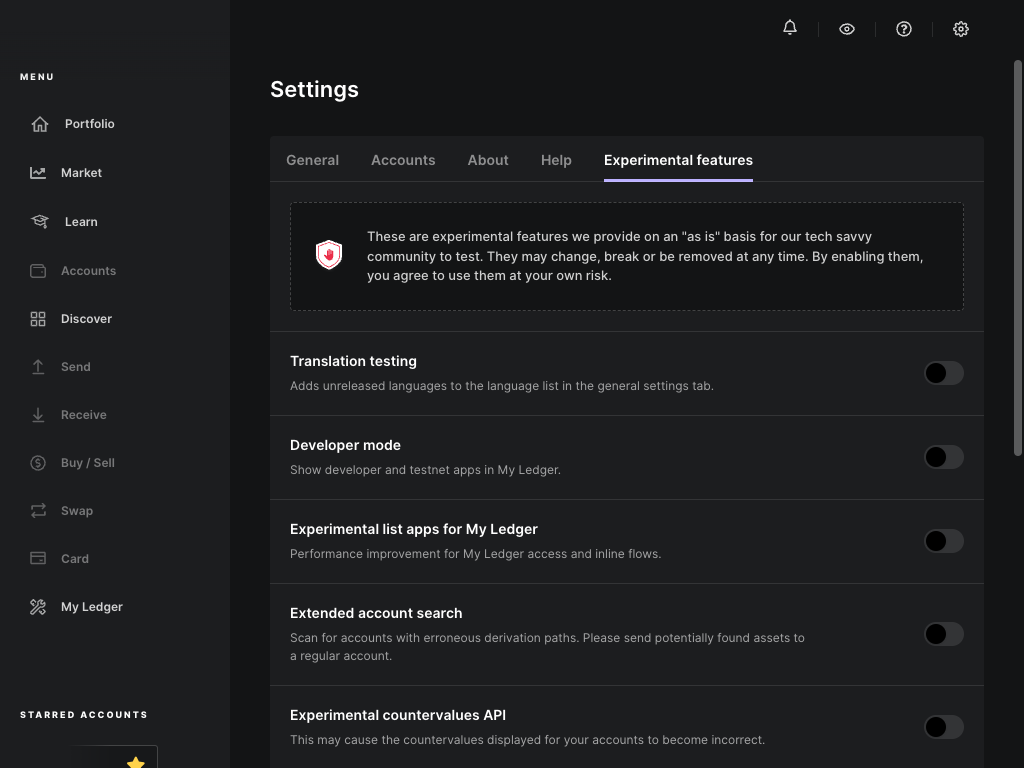 MENU
Portfolio
Market
Learn
Accounts
Discover
Send
Receive
Buy / Sell
Swap
Card
My Ledger
STARRED ACCOUNTS
Settings
General
Accounts
About
Help
Experimental features
These are experimental features we provide on an "as is" basis for our tech savvy
community to test. They may change, break or be removed at any time. By enabling them,
you agree to use them at your own risk.
Translation testing
Adds unreleased languages to the language list in the general settings tab.
Developer mode
Show developer and testnet apps in My Ledger.
Experimental list apps for My Ledger
Performance improvement for My Ledger access and inline flows.
Extended account search
Scan for accounts with erroneous derivation paths. Please send potentially found assets to
a regular account.
Experimental countervalues API
This may cause the countervalues displayed for your accounts to become incorrect.